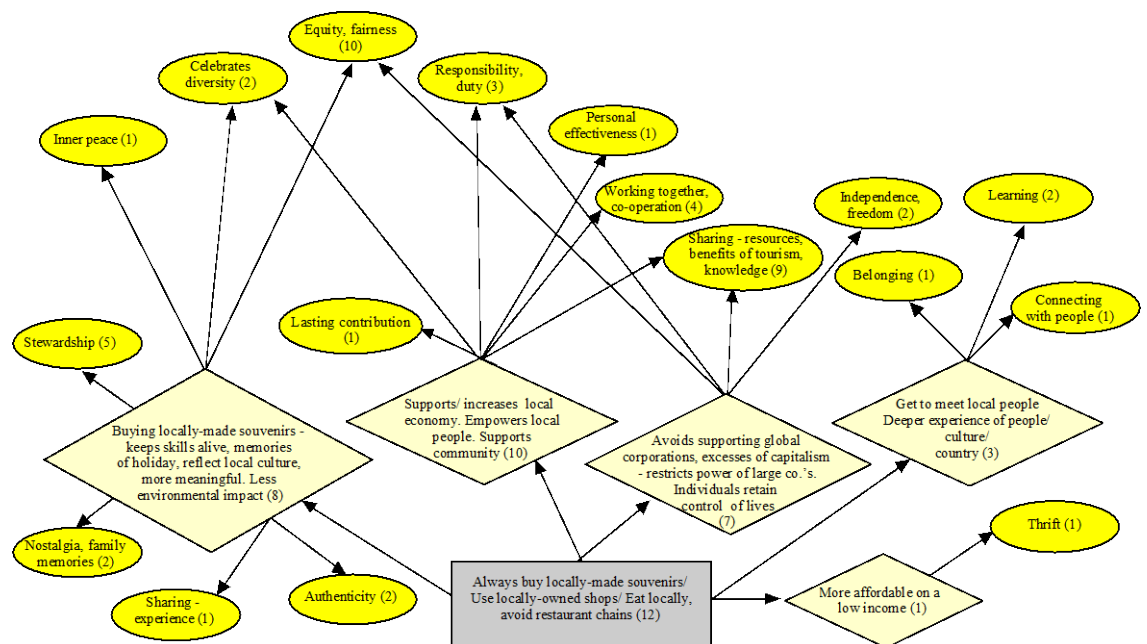 Equity, fairness
(10)
Celebrates
diversity (2)
Responsibility,
duty (3)
Inner peace (1)
Personal
effectiveness (1)
Working together,
co-operation (4)
Independence,
freedom (2)
Learning (2)
Sharing - resources,
benefits of tourism,
knowledge (9)
Belonging (1)
Connecting
with people (1)
Lasting contribution
(1)
Stewardship (5)
Buying locally-made souvenirs -
keeps skills alive, memories
of holiday, reflect local culture,
more meaningful. Less
environmental impact (8)
Supports/ increases local
economy. Empowers local
people. Supports
community (10)
Avoids supporting global
corporations, excesses of capitalism
- restricts power of large co.'s.
Individuals retain
control of lives
(7)
Get to meet local people
Deeper experience of people/
culture/
country (3)
Nostalgia, family
memories (2)
Sharing -
experience (1)
Authenticity (2)
Always buy locally-made souvenirs/
Use locally-owned shops/ Eat locally,
avoid restaurant chains (12)
More affordable on a
low income (1)
Thrift (1)